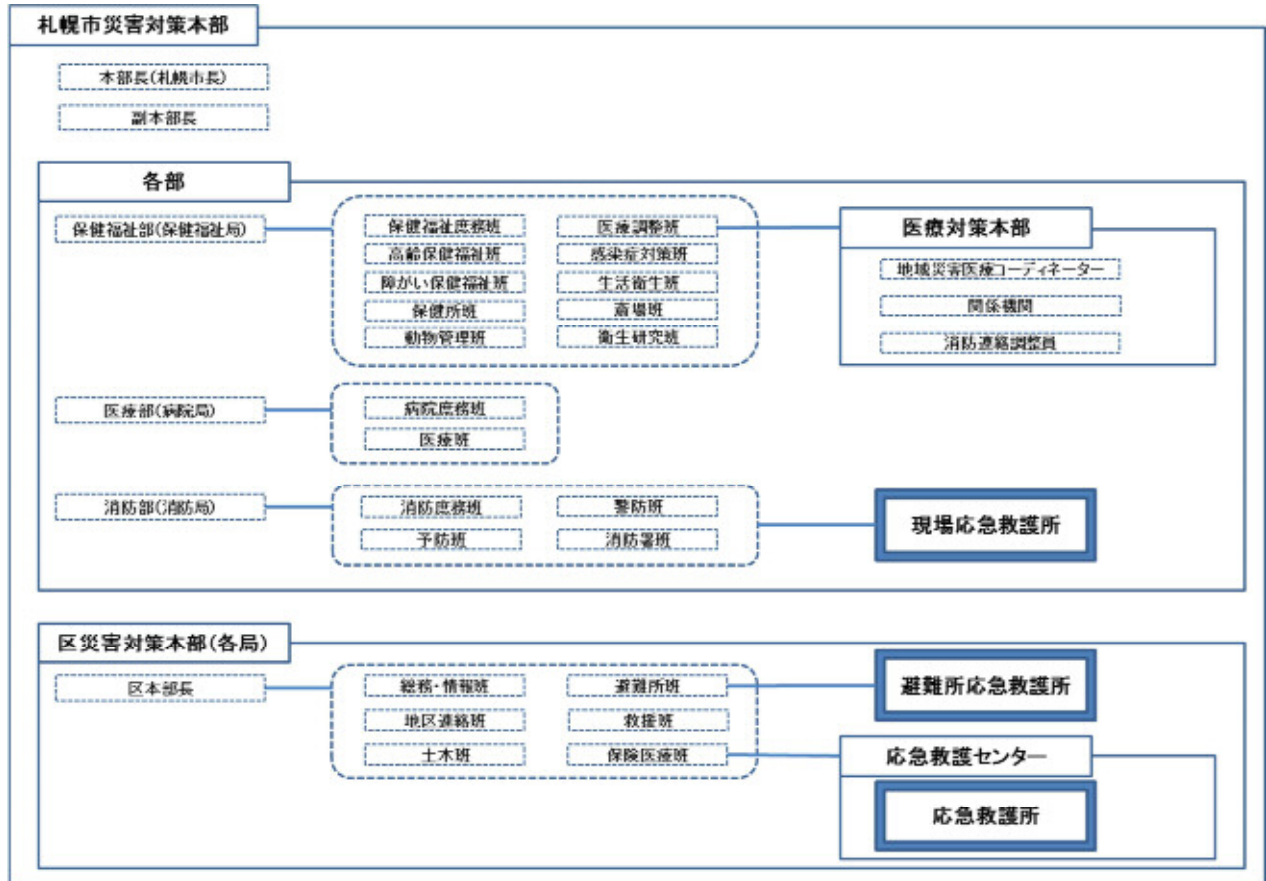 札幌市災害対策本部
本部長(札幌市長)
副本部長
各部
保健福祉部(保健福祉局)
保健福祉庶務班
医療調整班
高齢保健福祉班
感染症対策班
障がい保健福祉班
生活衛生班
保健所班
斎場班
動物管理班
衛生研究班
医療対策本部
地域災害医療コーディネーター
関係機関
消防連絡調整員
医療部(病院局)
病院庶務班
医療班
消防部(消防局)
消防庶務班
警防班
予防班
消防署班
現場応急救護所
区災害対策本部(各局)
区本部長
総務・情報班
避難所班
地区連絡班
救援班
土木班
保険医療班
避難所応急救護所
応急救護センター
応急救護所